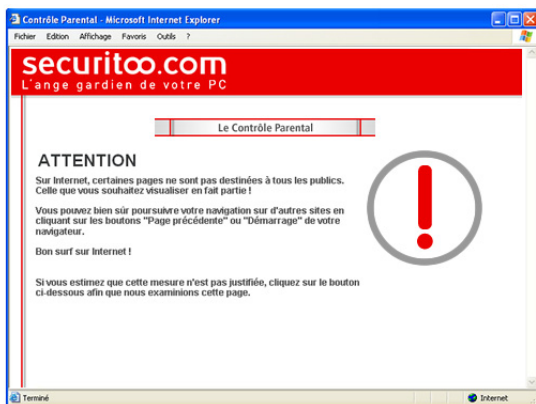 Contrôle Parental - Microsoft Internet Explorer
Fichier Edition Affichage Favoris Outils ?
securitoo.com
L'ange gardien de votre PC
Le Contrôle Parental
ATTENTION
Sur Internet, certaines pages ne sont pas destinées à tous les publics.
Celle que vous souhaitez visualiser en fait partie !
Vous pouvez bien sûr poursuivre votre navigation sur d'autres sites en
cliquant sur les boutons "Page précédente" ou "Démarrage" de votre
navigateur.
Bon surf sur Internet !
Si vous estimez que cette mesure n'est pas justifiée, cliquez sur le bouton
ci-dessous afin que nous examinions cette page.
Terminé
Internet